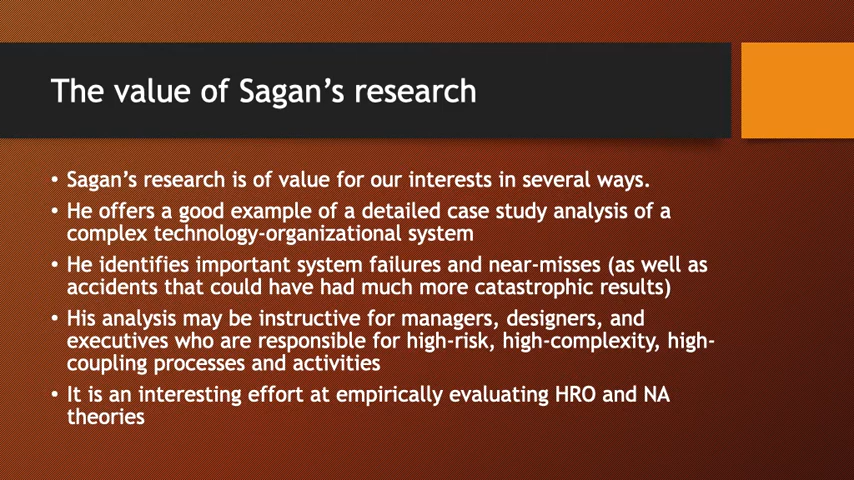 The value of Sagan’s research
• Sagan’s research is of value for our interests in several ways.
• He offers a good example of a detailed case study analysis of a
complex technology-organizational system
• He identifies important system failures and near-misses (as well as
accidents that could have had much more catastrophic results)
• His analysis may be instructive for managers, designers, and
executives who are responsible for high-risk, high-complexity, high-
coupling processes and activities
• It is an interesting effort at empirically evaluating HRO and NA
theories